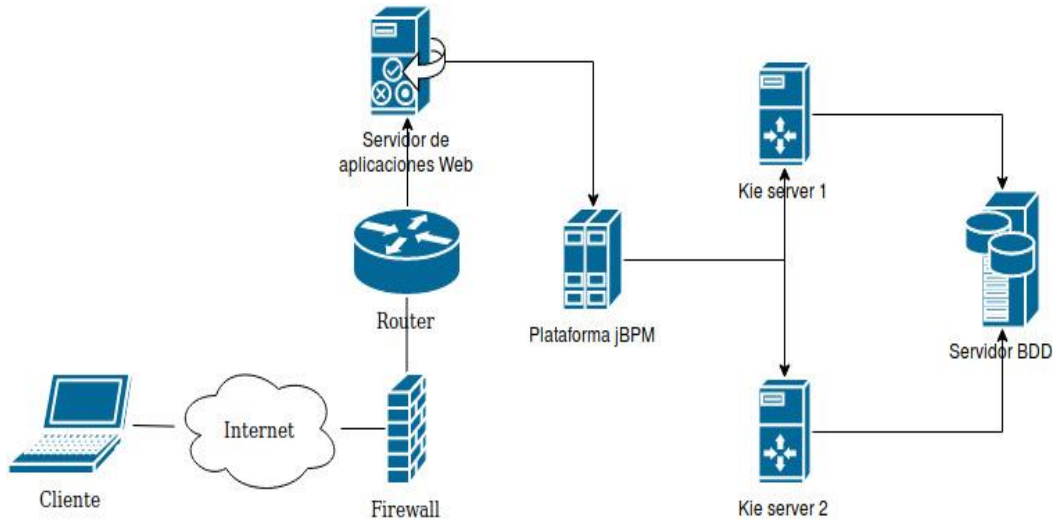 Servidor de
aplicaciones Web
Kie server 1
Router
Plataforma jBPM
Servidor BDD
Internet
Cliente
Firewall
Kie server 2